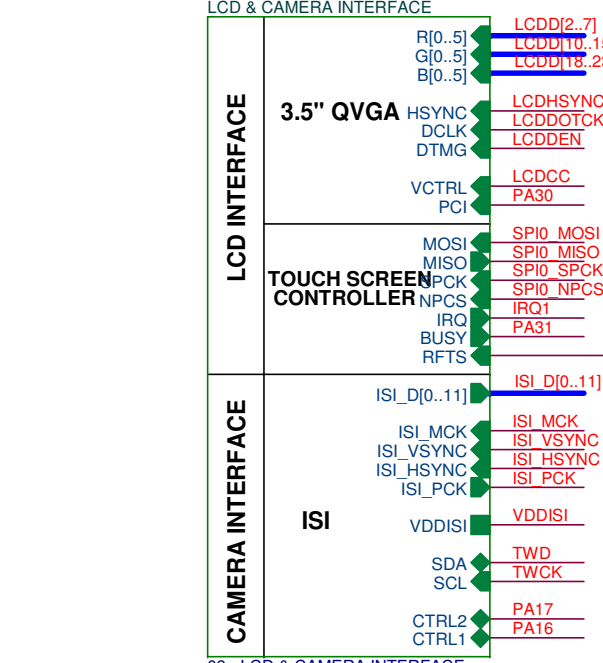 LCD & CAMERA INTERFACE
LCD INTERFACE
3.5" QVGA
R[0..5] LCDD[2..7]
G[0..5]
B[0..5]
HSYNC LCDHSYNC
DCLK
DTMG LCDDEN
VCTRL LCDCC
PCI PA30
TOUCH SCREEN
CONTROLLER
MOSI SPI0_MOSI
MISO SPI0_MISO
SPCK SPI0_SPCK
NPCS SPI0_NPCS
IRQ IRQ1
BUSY PA31
RFTS
CAMERA INTERFACE
ISI
ISI_D[0..11] ISI_D[0..11]
ISI_MCK ISI_MCK
ISI_VSYNC ISI_VSYNC
ISI_HSYNC ISI_HSYNC
ISI_PCK ISI_PCK
VDDISI VDDISI
SDA TWD
SCL TWCK
CTRL2 PA17
CTRL1 PA16
LCD & CAMERA INTERFACE